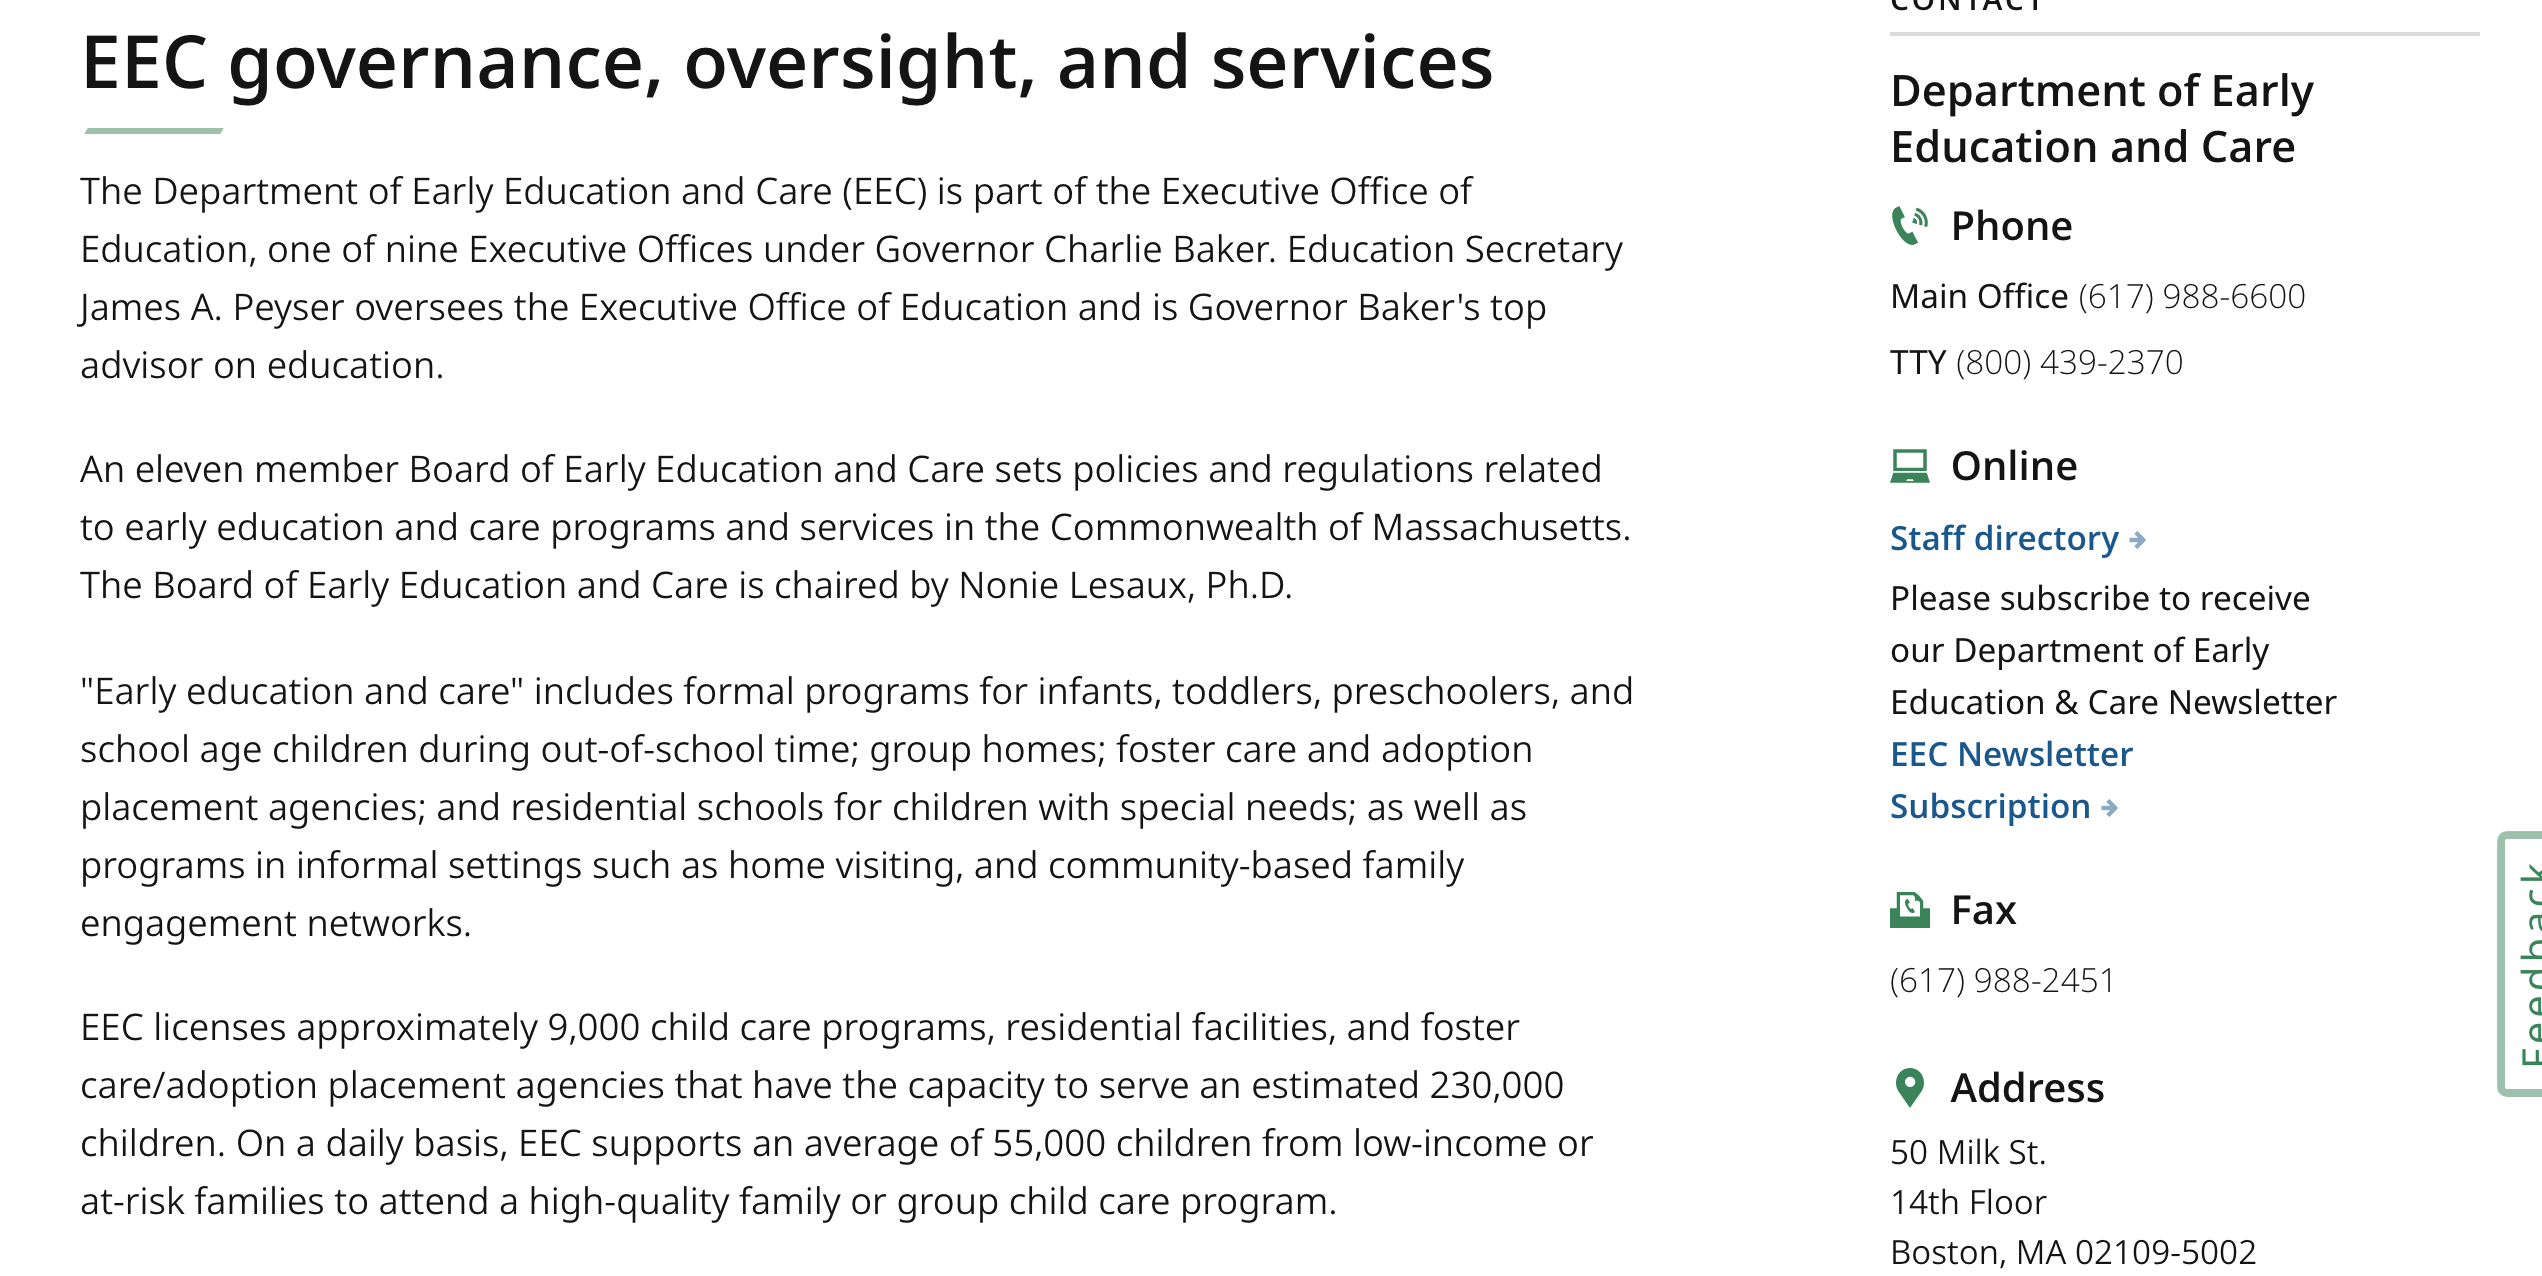 EEC governance, oversight, and services
The Department of Early Education and Care (EEC) is part of the Executive Office of
Education, one of nine Executive Offices under Governor Charlie Baker. Education Secretary
James A. Peyser oversees the Executive Office of Education and is Governor Baker's top
advisor on education.
An eleven member Board of Early Education and Care sets policies and regulations related
to early education and care programs and services in the Commonwealth of Massachusetts.
The Board of Early Education and Care is chaired by Nonie Lesaux, Ph.D.
"Early education and care" includes formal programs for infants, toddlers, preschoolers, and
school age children during out-of-school time; group homes; foster care and adoption
placement agencies; and residential schools for children with special needs; as well as
programs in informal settings such as home visiting, and community-based family
engagement networks.
EEC licenses approximately 9,000 child care programs, residential facilities, and foster
care/adoption placement agencies that have the capacity to serve an estimated 230,000
children. On a daily basis, EEC supports an average of 55,000 children from low-income or
at-risk families to attend a high-quality family or group child care program.
CONTACT
Department of Early
Education and Care
Phone
Main Office (617) 988-6600
TTY (800) 439-2370
Online
Staff directory
Please subscribe to receive
our Department of Early
Education & Care Newsletter
EEC Newsletter
Subscription
Fax
(617) 988-2451
Address
50 Milk St.
14th Floor
Boston, MA 02109-5002
Feedback